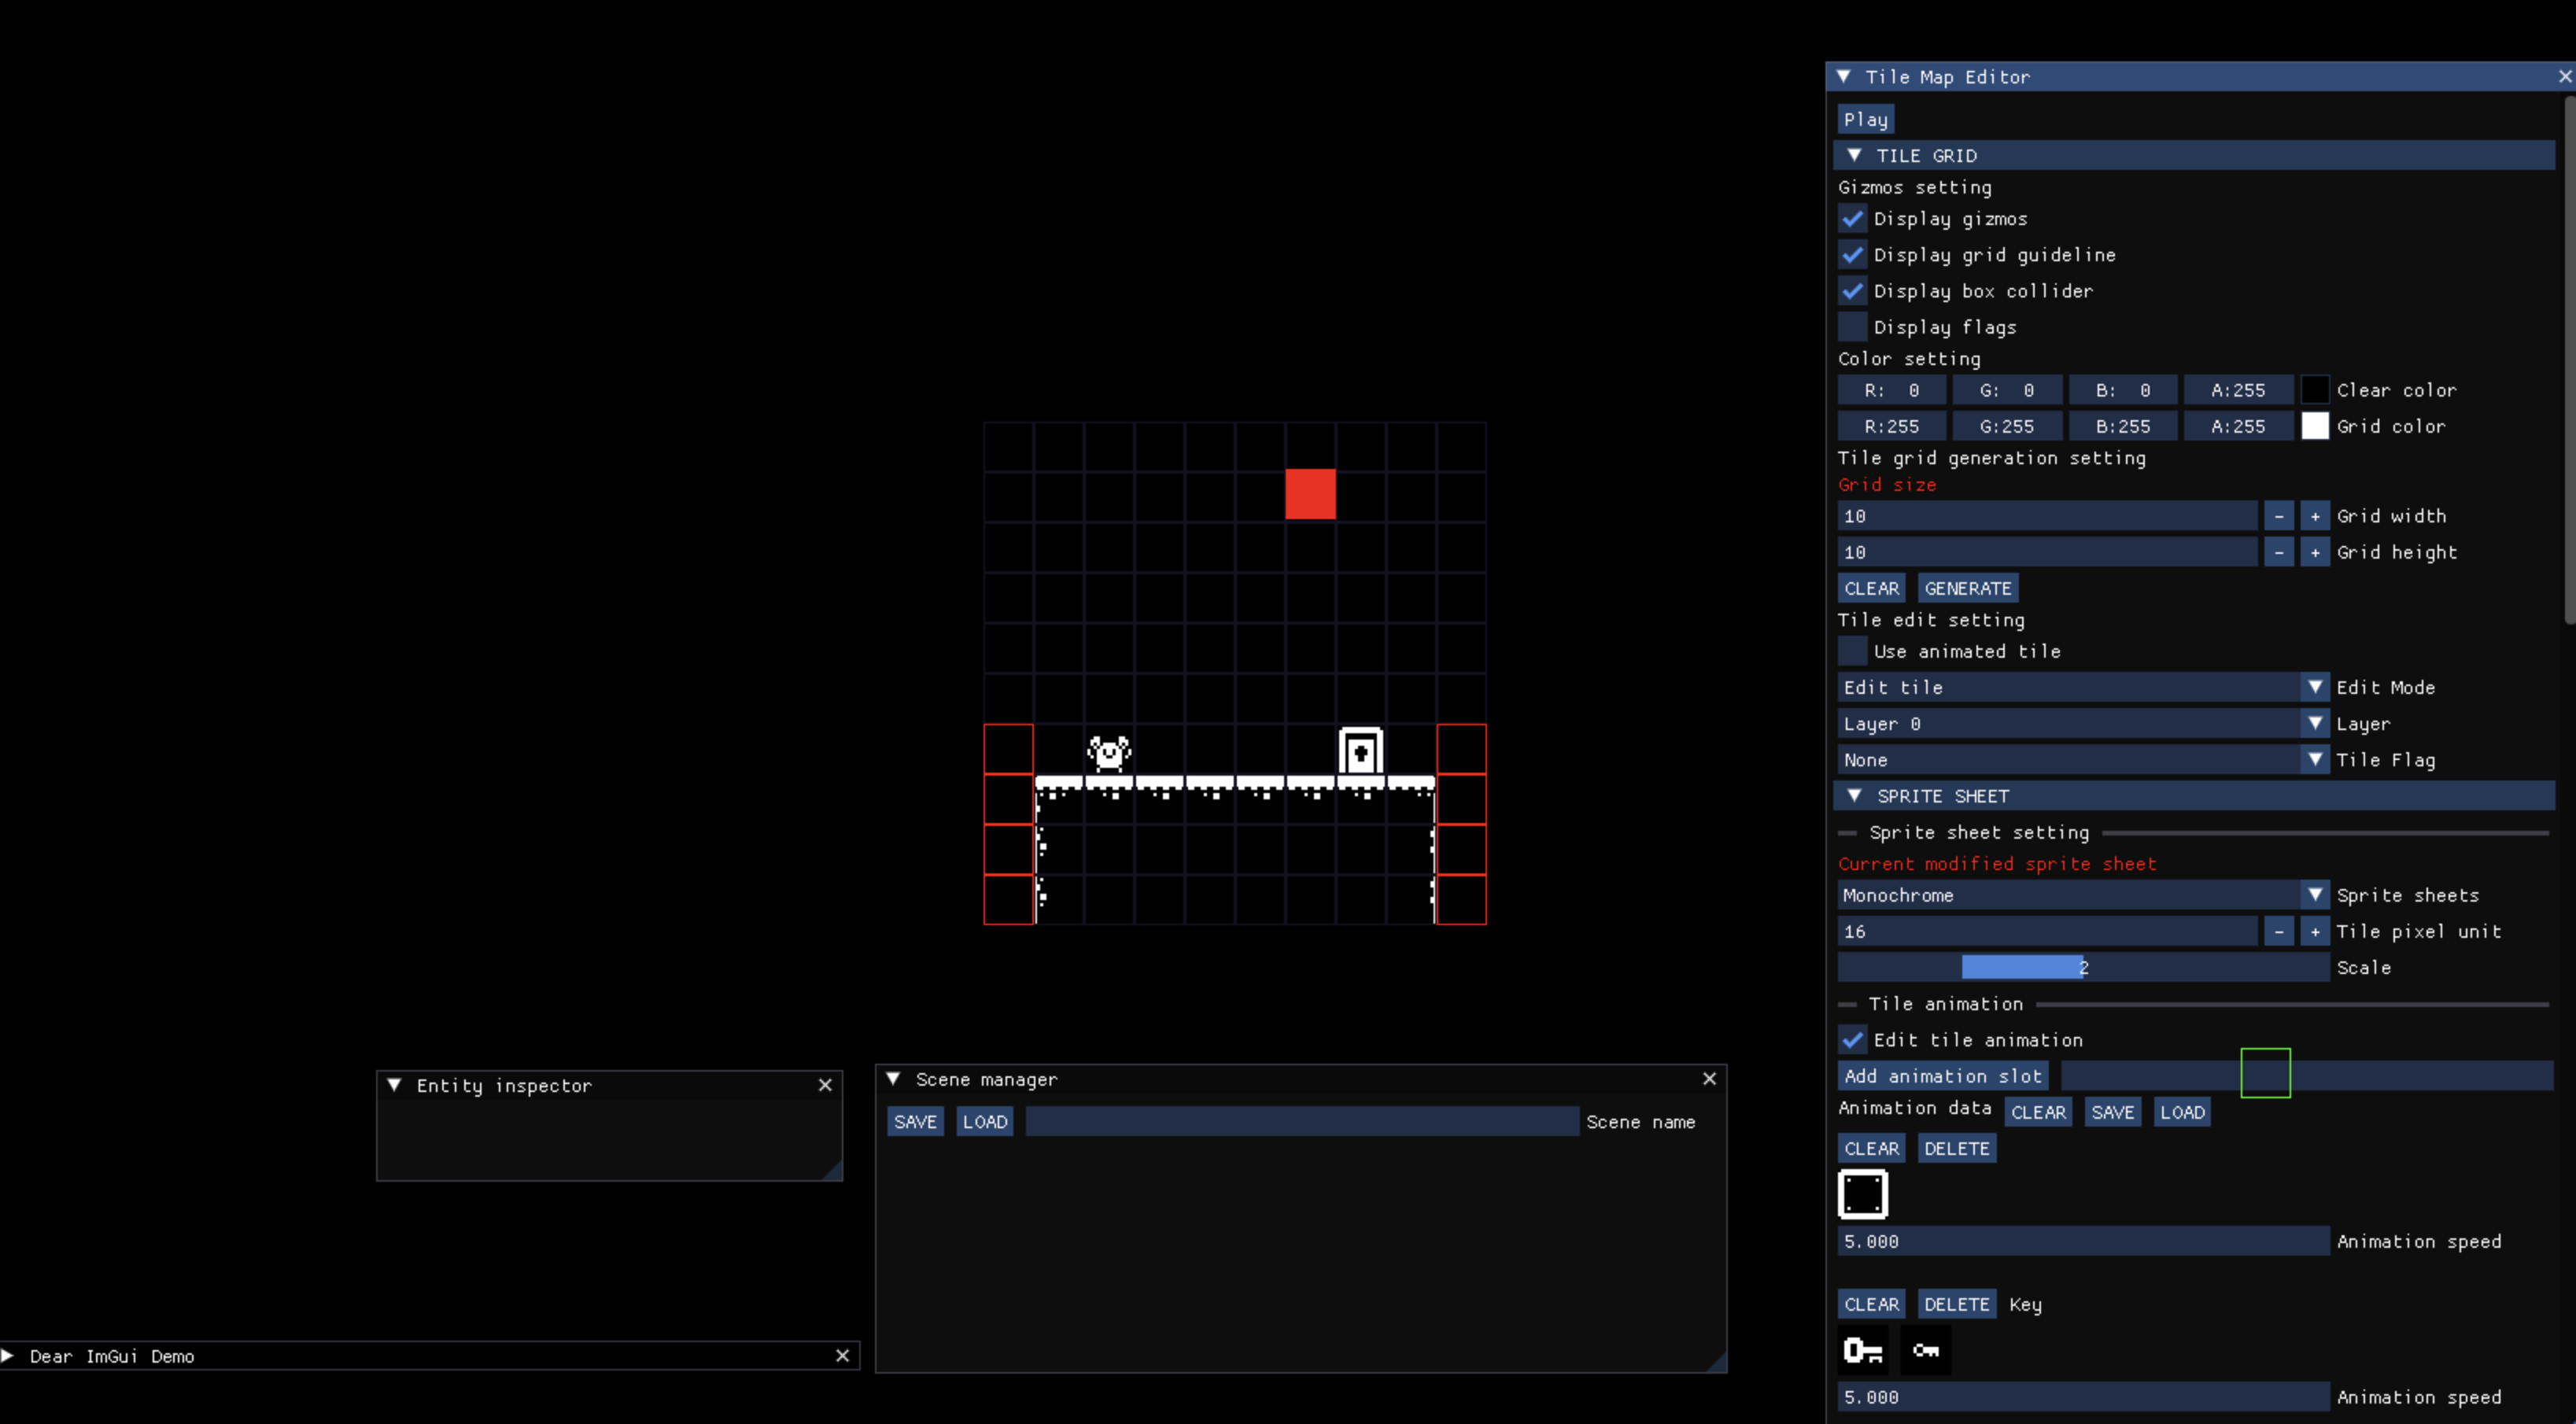 Tile Map Editor
Play
TILE GRID
Gizmos setting
Display gizmos
Display grid guideline
Display box collider
Display flags
Color setting
R: 0 G: 0 B: 0 A:255 Clear color
R:255 G:255 B:255 A:255 Grid color
Tile grid generation setting
Grid size
10 - + Grid width
10 - + Grid height
CLEAR GENERATE
Tile edit setting
Use animated tile
Edit tile Edit Mode
Layer 0 Layer
None Tile Flag
SPRITE SHEET
Sprite sheet setting
Current modified sprite sheet
Monochrome Sprite sheets
16 - + Tile pixel unit
2 Scale
Tile animation
Edit tile animation
Add animation slot
Animation data CLEAR SAVE LOAD
CLEAR DELETE
5.000 Animation speed
CLEAR DELETE Key
5.000 Animation speed
Entity inspector
Scene manager
SAVE LOAD Scene name
Dear ImGui Demo